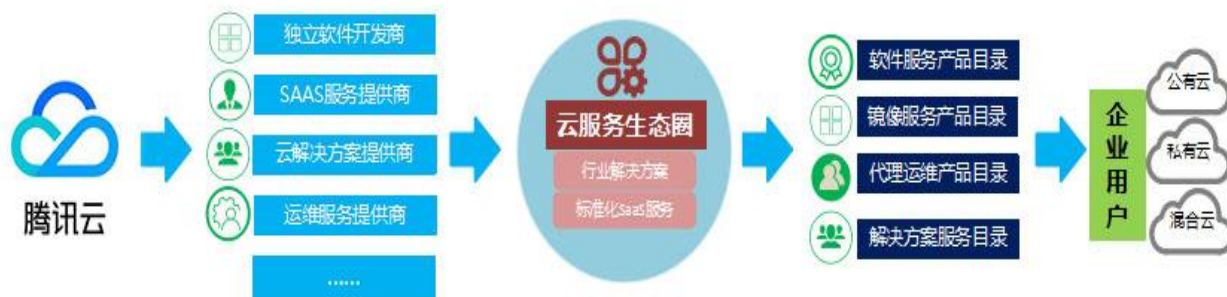 腾讯云
独立软件开发商
SAAS服务提供商
云解决方案提供商
运维服务提供商
......
云服务生态圈
行业解决方案
标准化SaaS服务
软件服务产品目录
镜像服务产品目录
代理运维产品目录
解决方案服务目录
企业用户
公有云
私有云
混合云